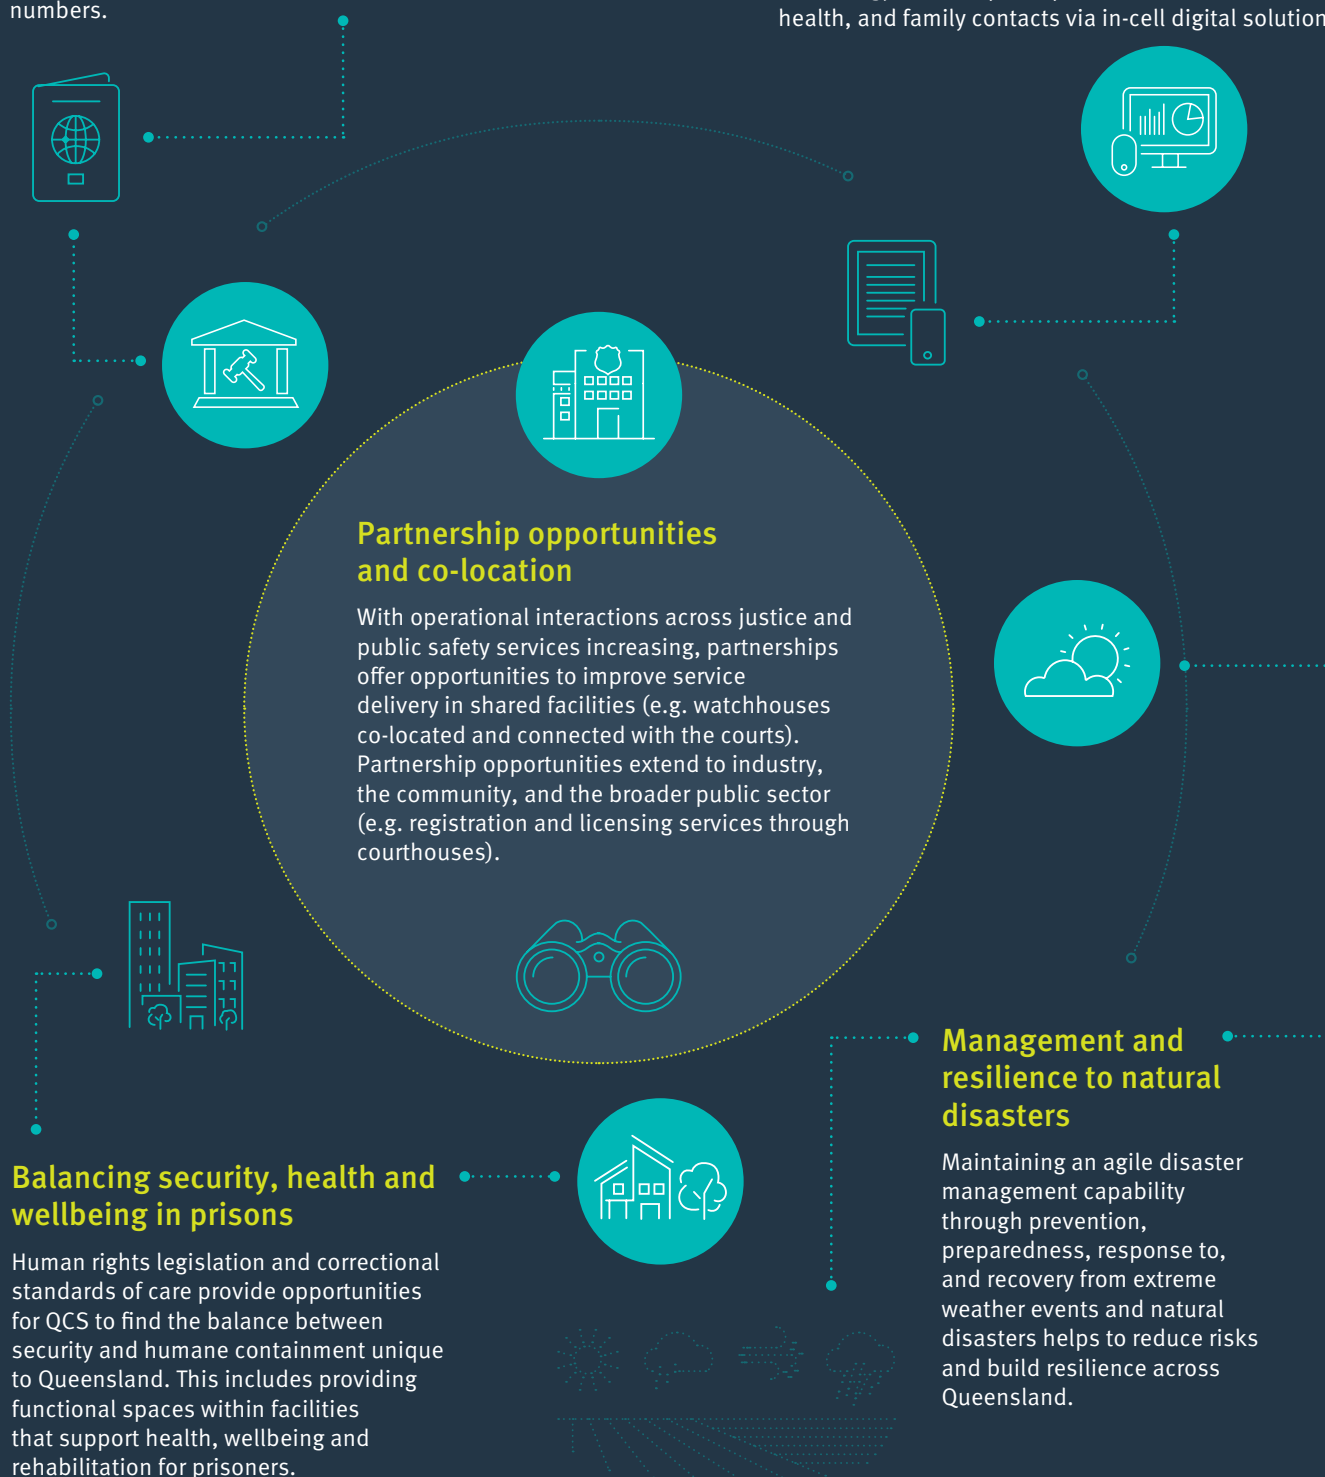 numbers.
health, and family contacts via in-cell digital solution
Partnership opportunities
and co-location
With operational interactions across justice and
public safety services increasing, partnerships
offer opportunities to improve service
delivery in shared facilities (e.g. watchhouses
co-located and connected with the courts).
Partnership opportunities extend to industry,
the community, and the broader public sector
(e.g. registration and licensing services through
courthouses).
Management and
resilience to natural
disasters
Maintaining an agile disaster
management capability
through prevention,
preparedness, response to,
and recovery from extreme
weather events and natural
disasters helps to reduce risks
and build resilience across
Queensland.
Balancing security, health and
wellbeing in prisons
Human rights legislation and correctional
standards of care provide opportunities
for QCS to find the balance between
security and humane containment unique
to Queensland. This includes providing
functional spaces within facilities
that support health, wellbeing and
rehabilitation for prisoners.